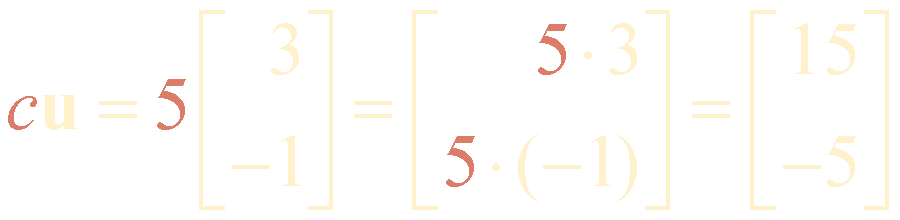 cu = 5 [ 3 ] = [ 5 · 3 ] = [ 15 ]
[ −1 ] [ 5 · (−1) ] [ −5 ]